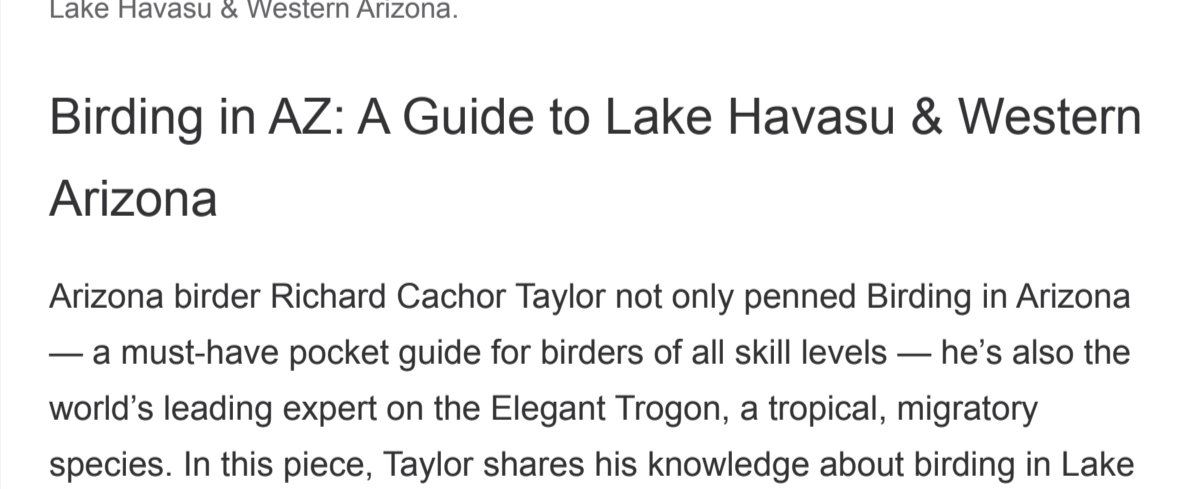 Lake Havasu & Western Arizona.
Birding in AZ: A Guide to Lake Havasu & Western
Arizona
Arizona birder Richard Cachor Taylor not only penned Birding in Arizona
— a must-have pocket guide for birders of all skill levels — he’s also the
world’s leading expert on the Elegant Trogon, a tropical, migratory
species. In this piece, Taylor shares his knowledge about birding in Lake